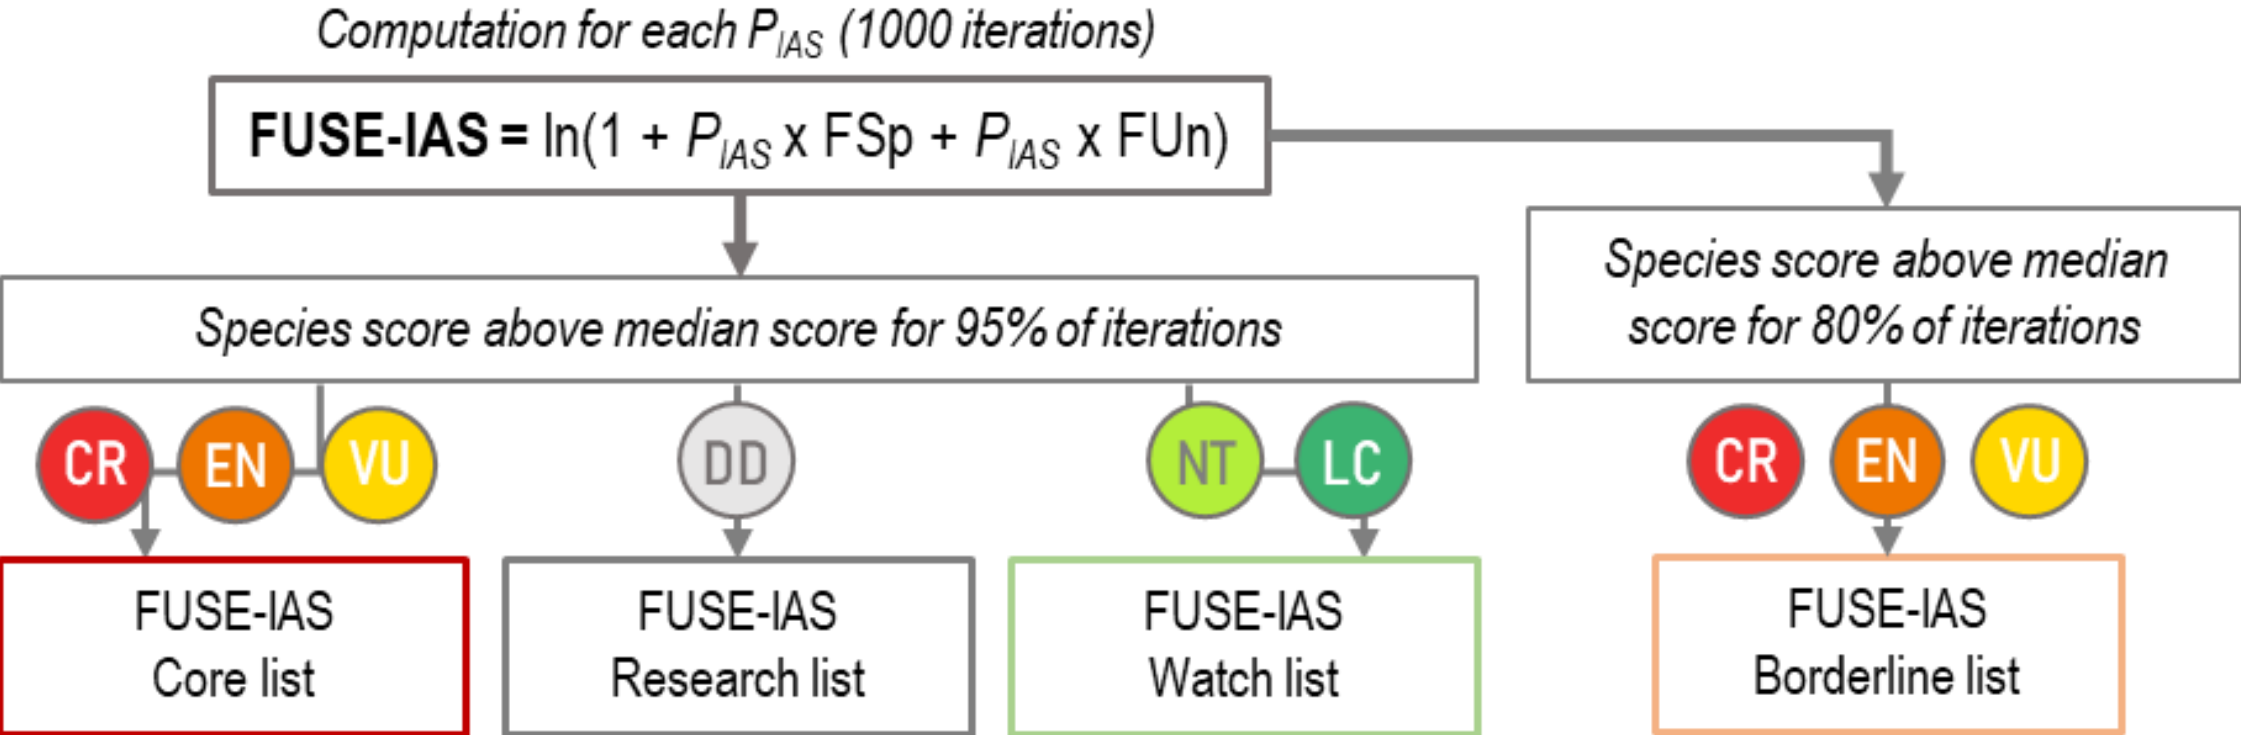 Computation for each P_IAS (1000 iterations)
FUSE-IAS = ln(1 + P_IAS x FSp + P_IAS x FUn)
Species score above median score for 95% of iterations
Species score above median
score for 80% of iterations
CR EN VU DD NT LC CR EN VU
FUSE-IAS
Core list
FUSE-IAS
Research list
FUSE-IAS
Watch list
FUSE-IAS
Borderline list